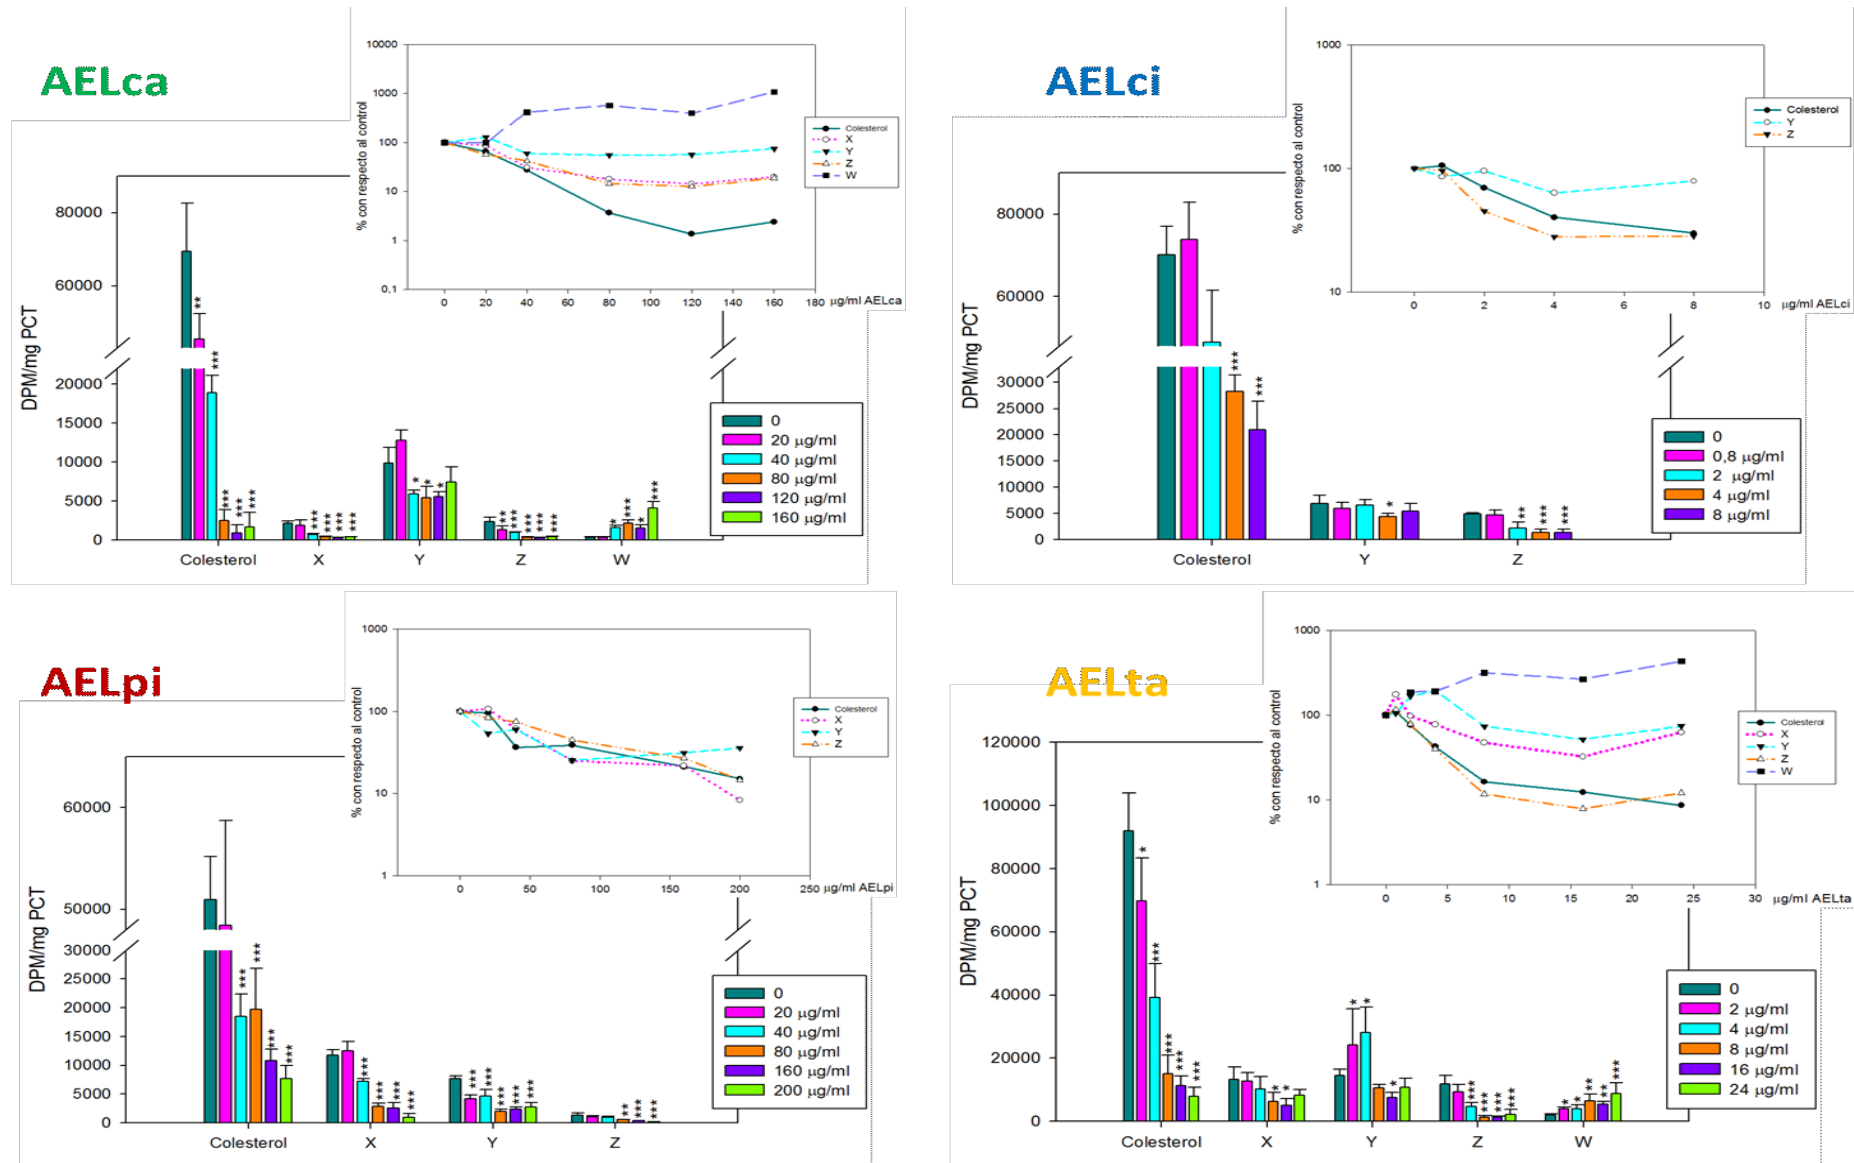 AELca
10000
1000
100
10
1
0,1
% con respecto al control
0 20 40 60 80 100 120 140 160 180
µg/ml AELca
Colesterol
X
Y
Z
W
80000
60000
20000
15000
10000
5000
0
DPM/mg PCT
** *** *** *** ***
*** *** *** ***
* * *
** *** *** *** ***
* *** * ***
Colesterol X Y Z W
0
20 µg/ml
40 µg/ml
80 µg/ml
120 µg/ml
160 µg/ml
AELci
1000
100
10
% con respecto al control
0 2 4 6 8 10
µg/ml AELci
Colesterol
Y
Z
80000
60000
30000
25000
20000
15000
10000
5000
0
DPM/mg PCT
*** ***
*
** *** ***
Colesterol Y Z
0
0,8 µg/ml
2 µg/ml
4 µg/ml
8 µg/ml
AELpi
1000
100
10
1
% con respecto al control
0 50 100 150 200 250
µg/ml AELpi
Colesterol
X
Y
Z
60000
50000
30000
25000
20000
15000
10000
5000
0
DPM/mg PCT
*** *** *** ***
*** *** *** ***
*** *** *** *** ***
** *** ***
Colesterol X Y Z
0
20 µg/ml
40 µg/ml
80 µg/ml
160 µg/ml
200 µg/ml
AELta
1000
100
10
1
% con respecto al control
0 5 10 15 20 25 30
µg/ml AELta
Colesterol
X
Y
Z
W
120000
100000
80000
60000
40000
20000
0
DPM/mg PCT
* *** *** *** ***
* *
* * *
*** *** *** ***
* * ** ** ***
Colesterol X Y Z W
0
2 µg/ml
4 µg/ml
8 µg/ml
16 µg/ml
24 µg/ml